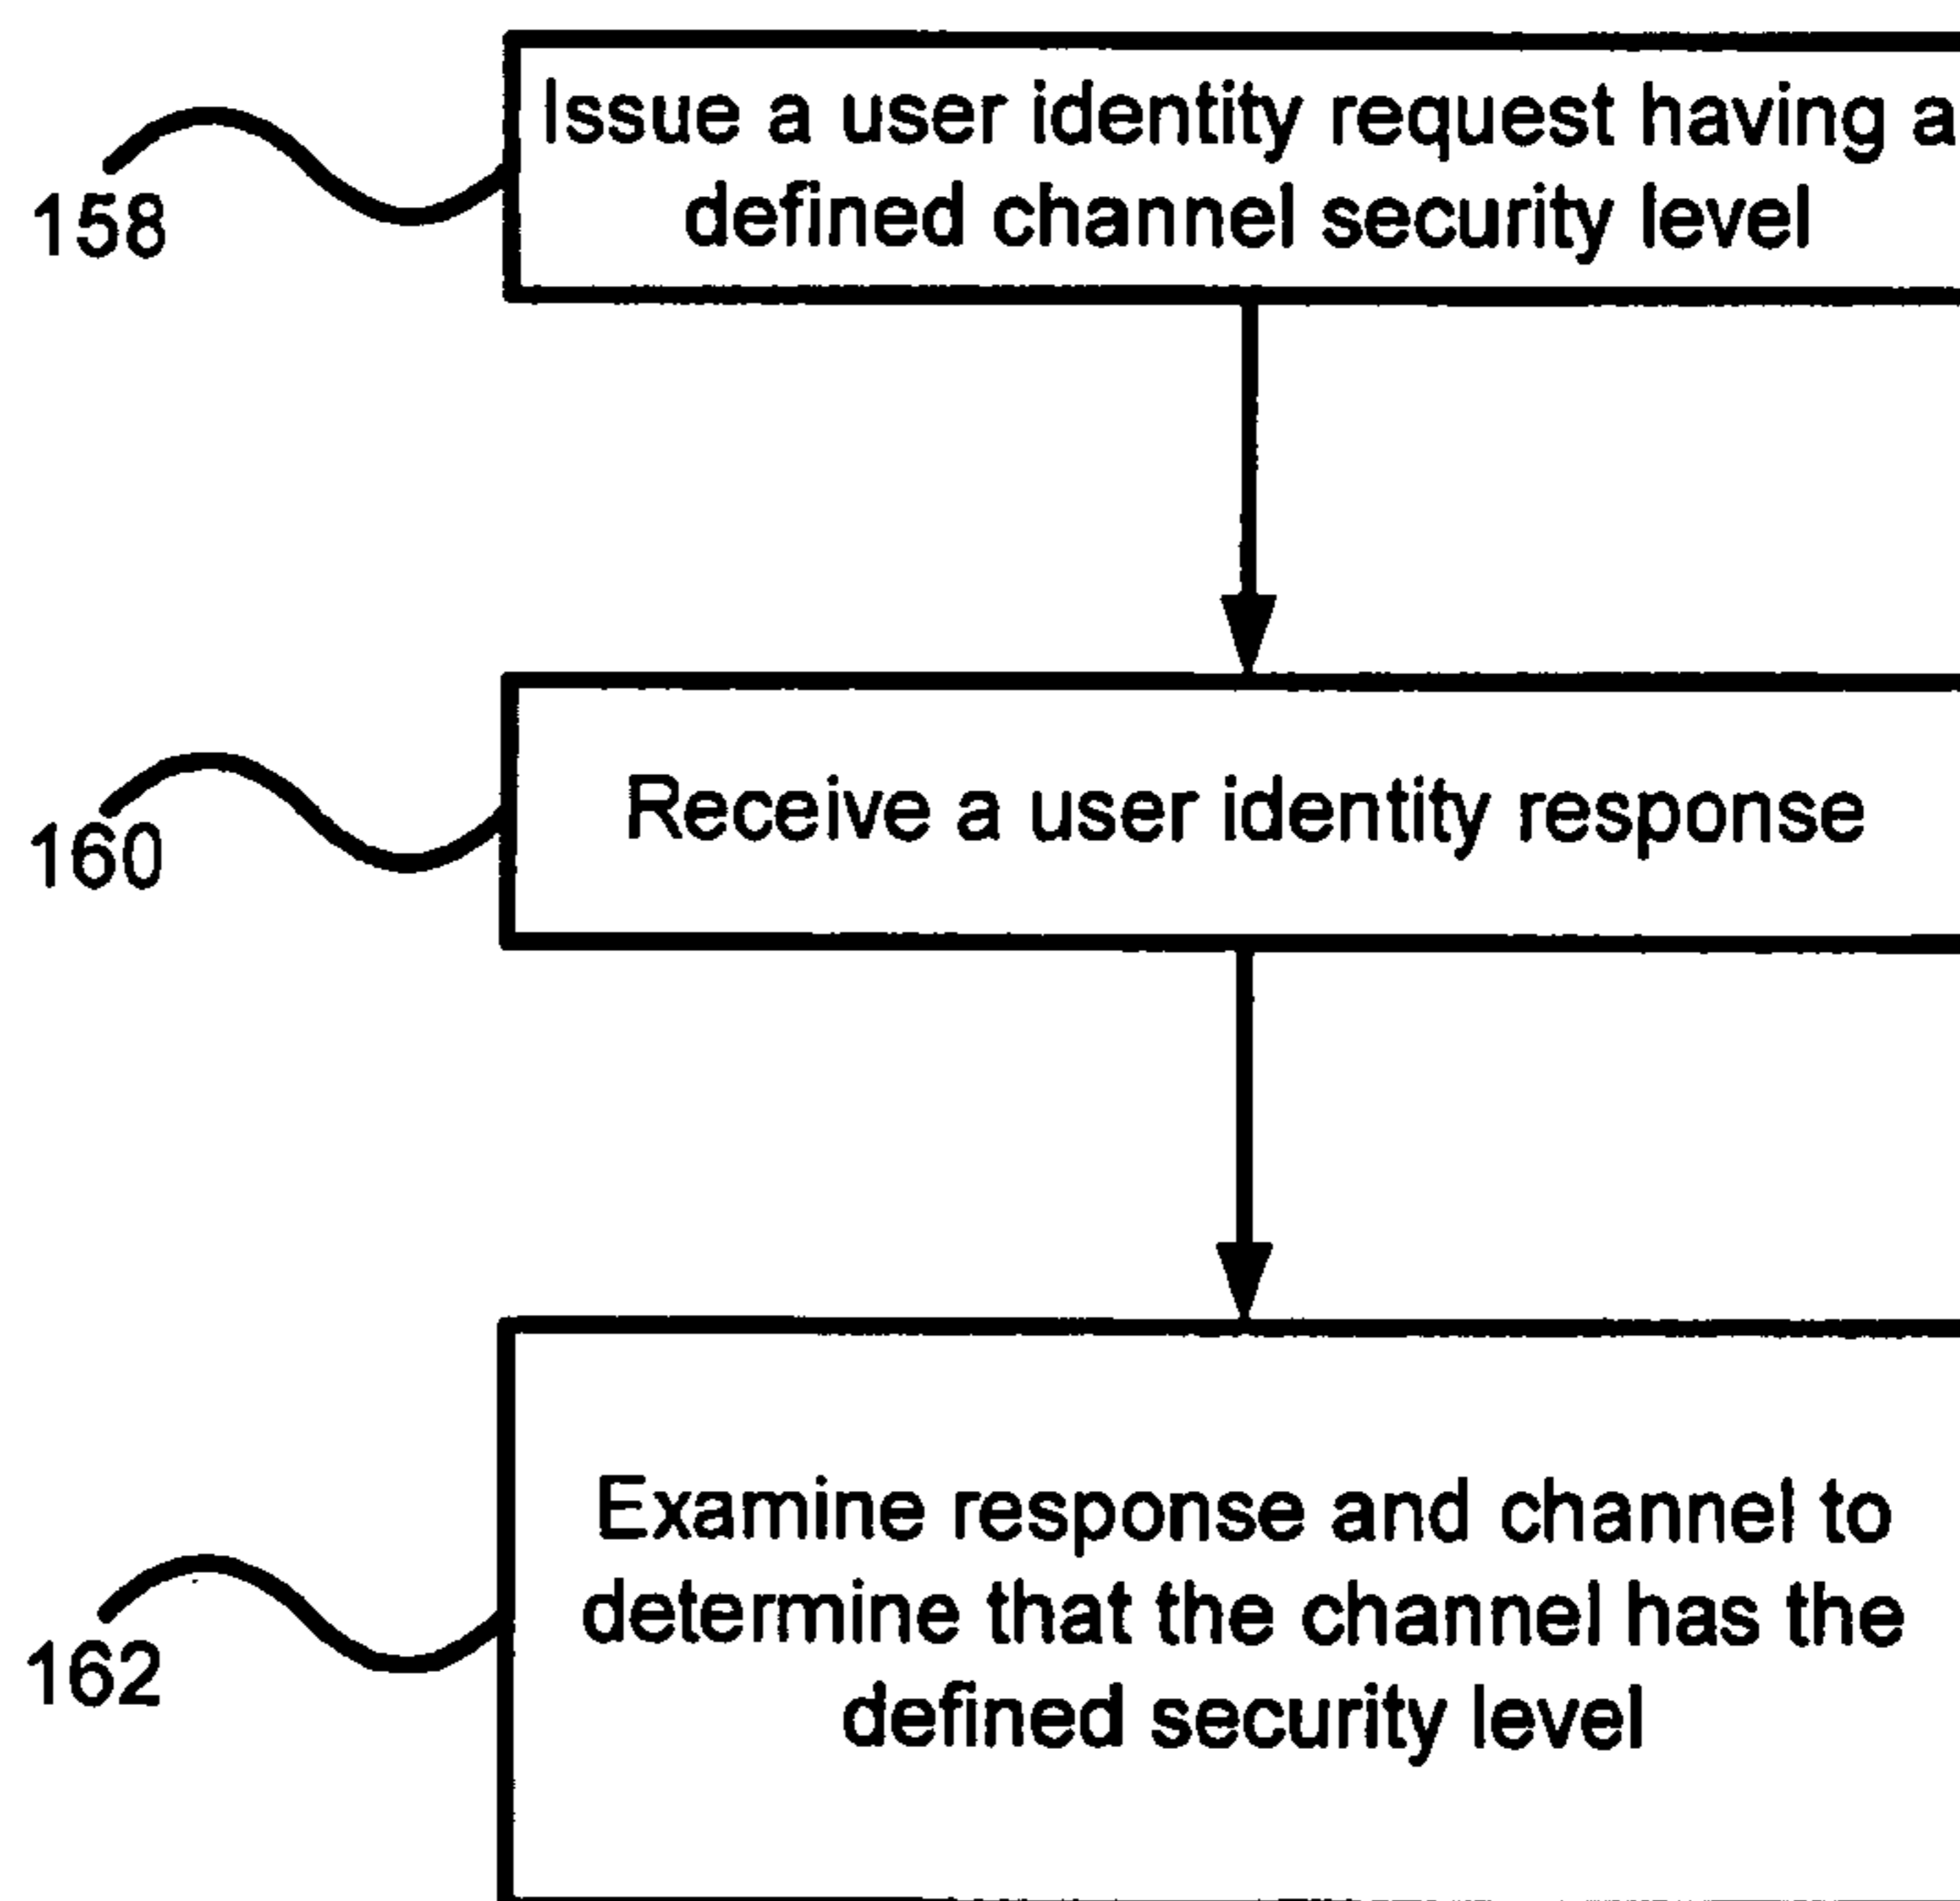 Issue a user identity request having a
defined channel security level
158
Receive a user identity response
160
Examine response and channel to
determine that the channel has the
defined security level
162